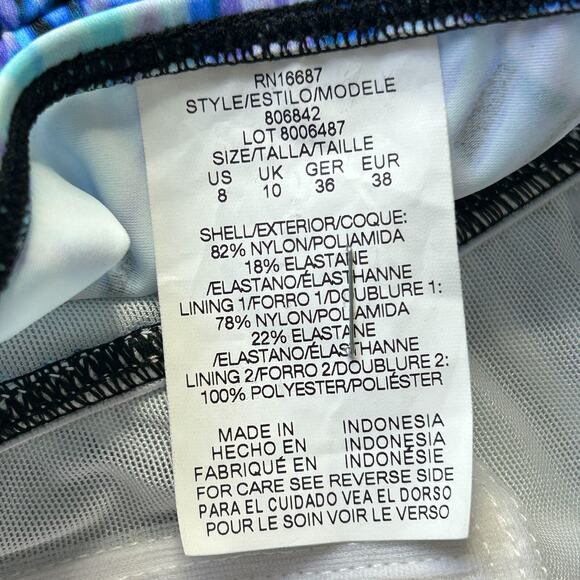 RN16687
STYLE/ESTILO/MODELE
806842
LOT 8006487
SIZE/TALLA/TAILLE
US UK GER EUR
8 10 36 38
SHELL/EXTERIOR/COQUE:
82% NYLON/POLIAMIDA
18% ELASTANE
/ELASTANO/ÉLASTHANNE
LINING 1/FORRO 1/DOUBLURE 1:
78% NYLON/POLIAMIDA
22% ELASTANE
/ELASTANO/ÉLASTHANNE
LINING 2/FORRO 2/DOUBLURE 2:
100% POLYESTER/POLIÉSTER
MADE IN INDONESIA
HECHO EN INDONESIA
FABRIQUÉ EN INDONÉSIE
FOR CARE SEE REVERSE SIDE
PARA EL CUIDADO VEA EL DORSO
POUR LE SOIN VOIR LE VERSO